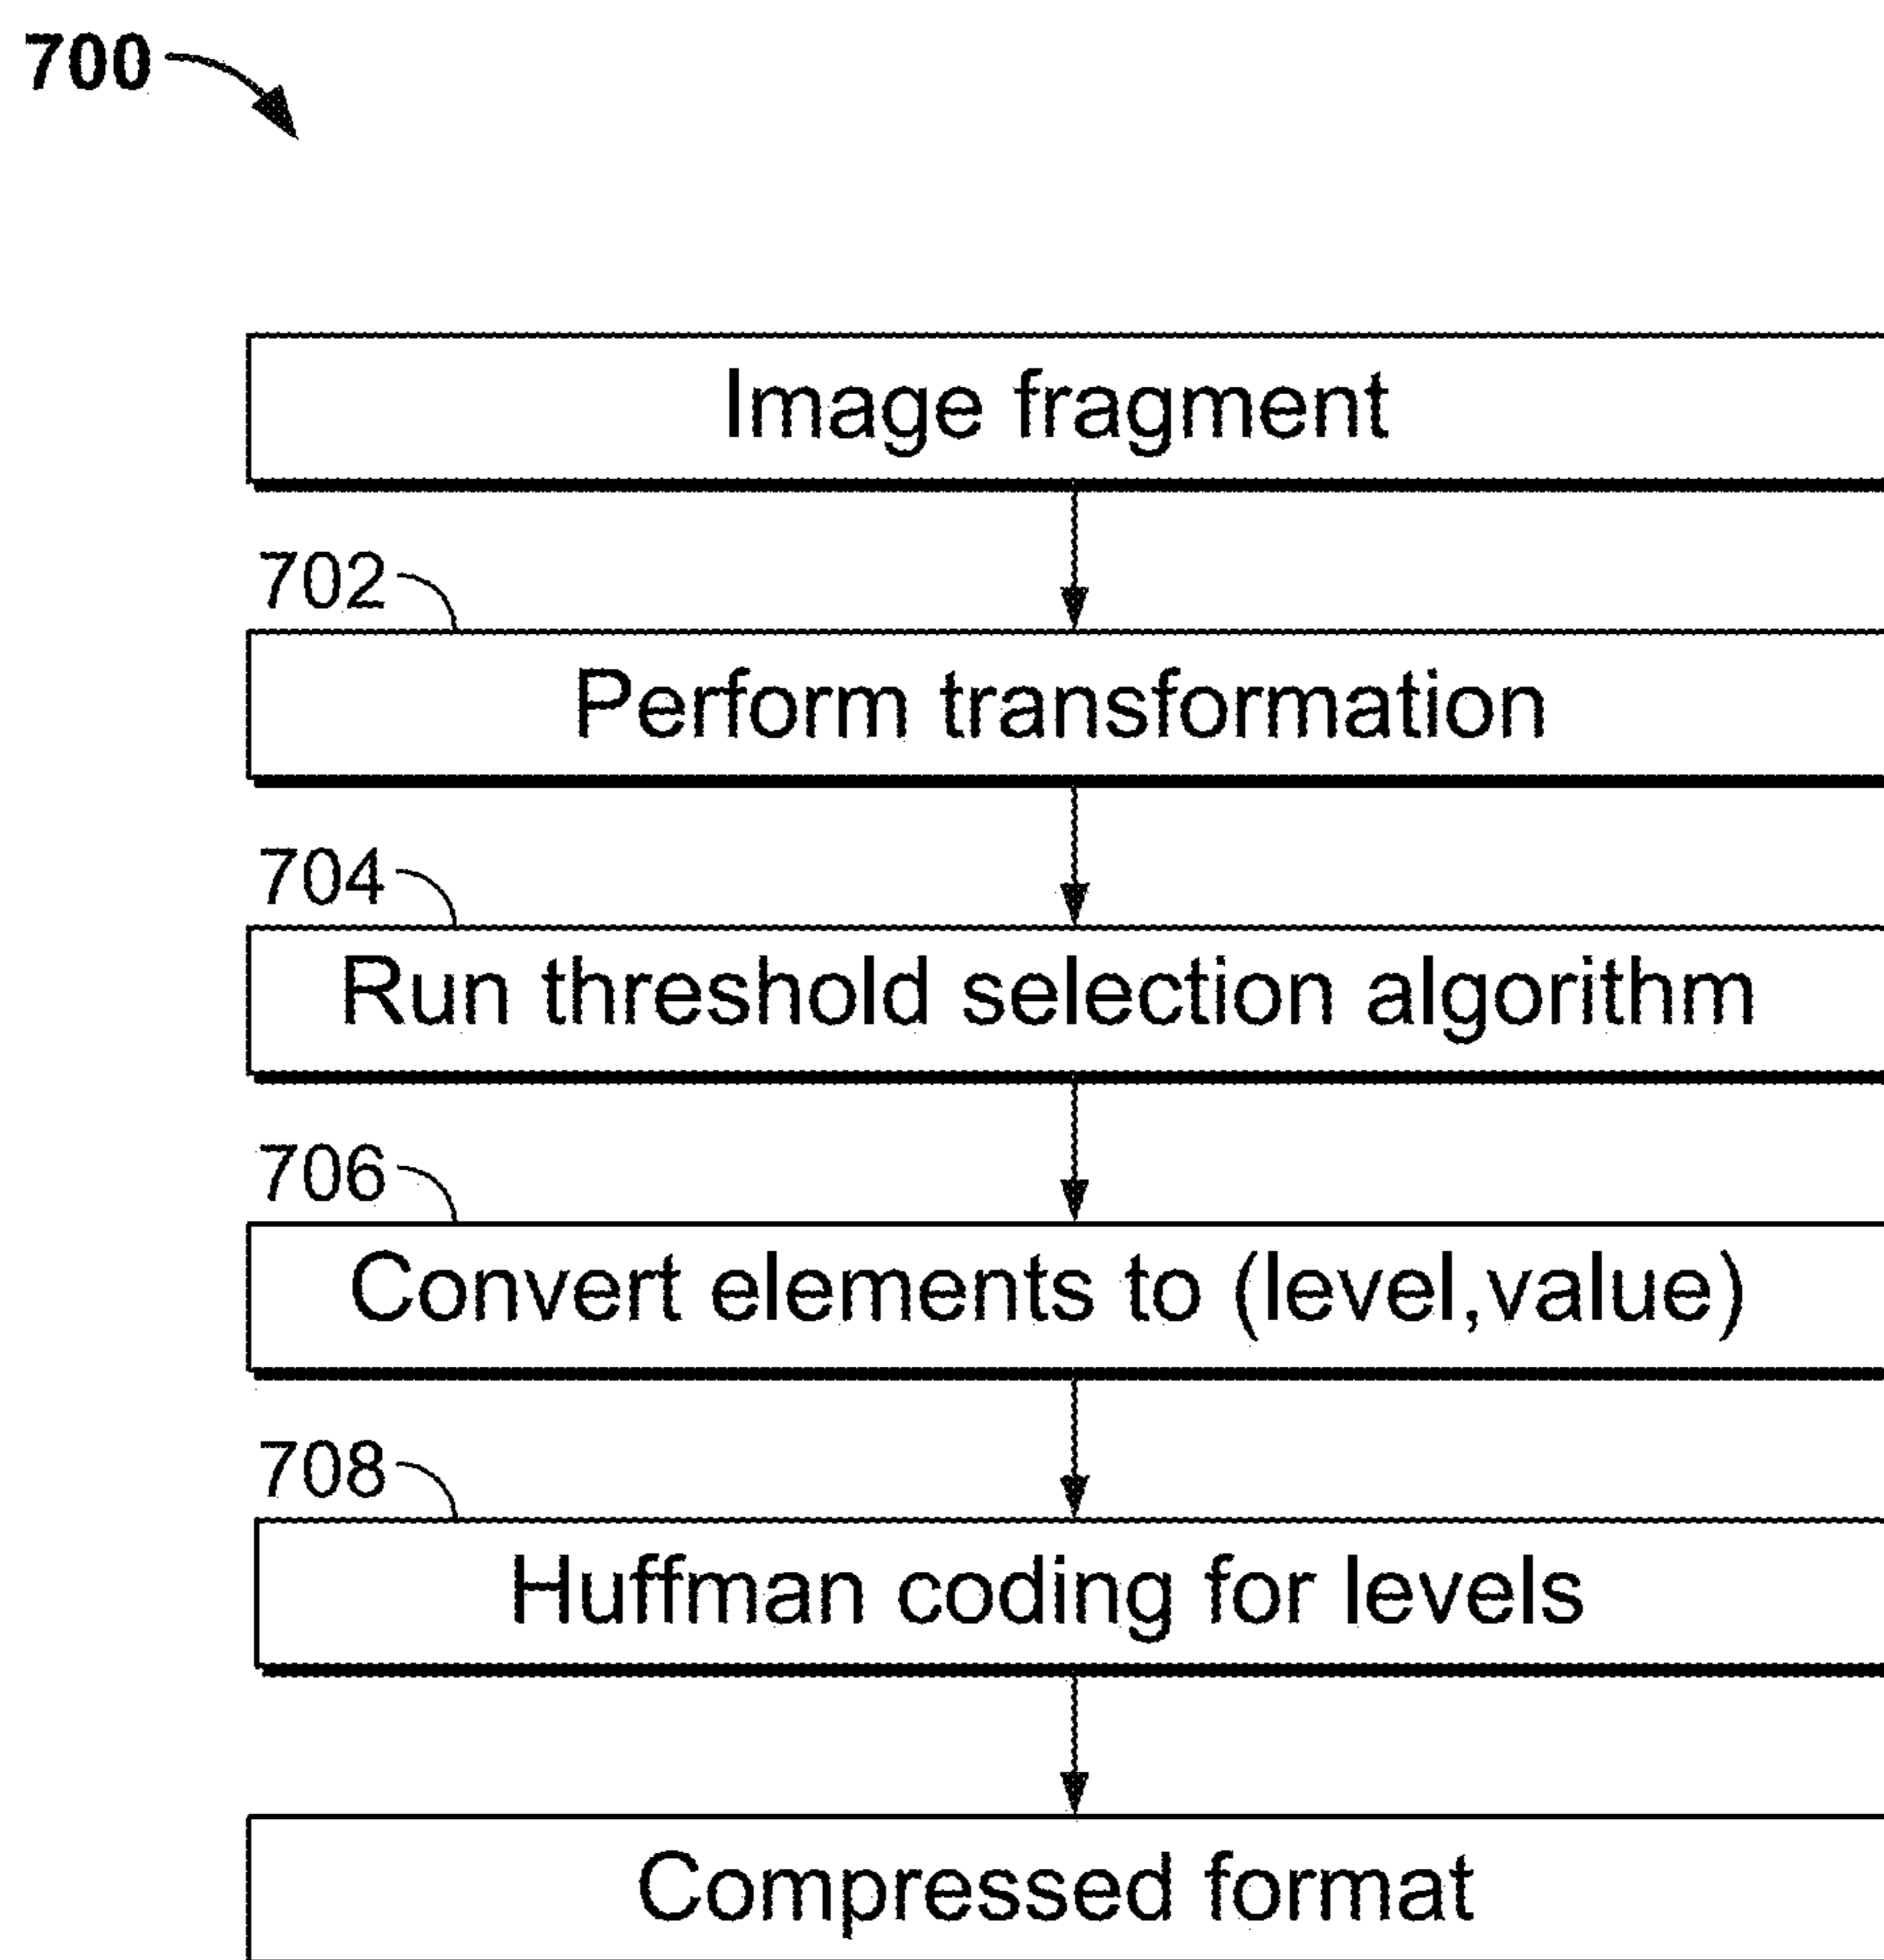 700
Image fragment
702
Perform transformation
704
Run threshold selection algorithm
706
Convert elements to (level,value)
708
Huffman coding for levels
Compressed format